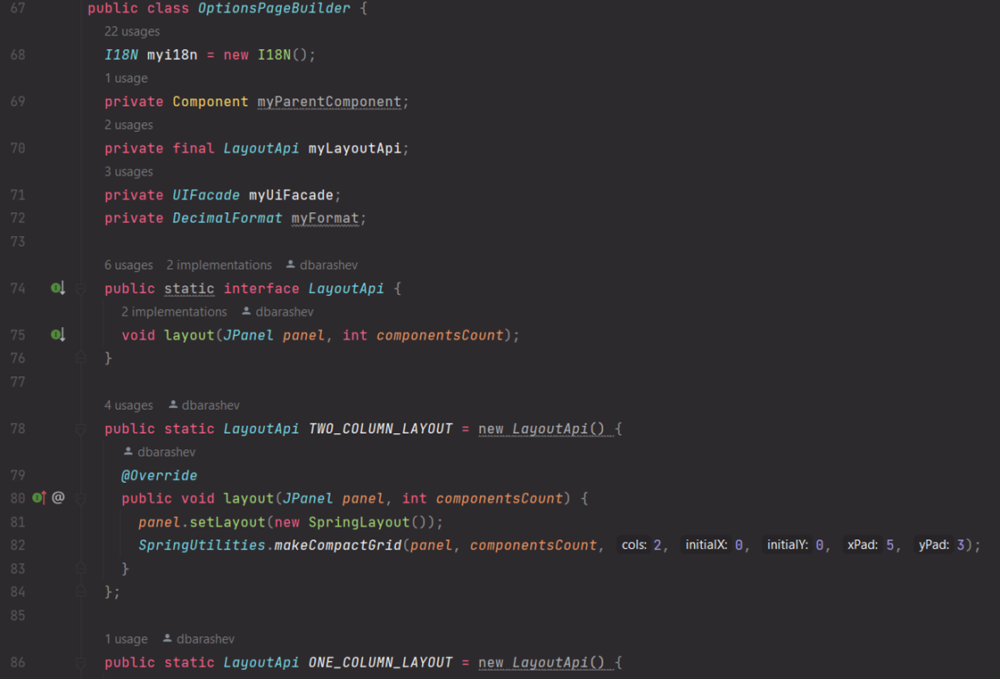 67 public class OptionsPageBuilder {
22 usages
68 I18N myi18n = new I18N();
1 usage
69 private Component myParentComponent;
2 usages
70 private final LayoutApi myLayoutApi;
3 usages
71 private UIFacade myUiFacade;
72 private DecimalFormat myFormat;
73
6 usages 2 implementations dbarashev
74 public static interface LayoutApi {
2 implementations dbarashev
75 void layout(JPanel panel, int componentsCount);
76 }
77
4 usages dbarashev
78 public static LayoutApi TWO_COLUMN_LAYOUT = new LayoutApi() {
dbarashev
79 @Override
80 @ public void layout(JPanel panel, int componentsCount) {
81 panel.setLayout(new SpringLayout());
82 SpringUtilities.makeCompactGrid(panel, componentsCount, cols: 2, initialX: 0, initialY: 0, xPad: 5, yPad: 3);
83 }
84 };
85
1 usage dbarashev
86 public static LayoutApi ONE_COLUMN_LAYOUT = new LayoutApi() {